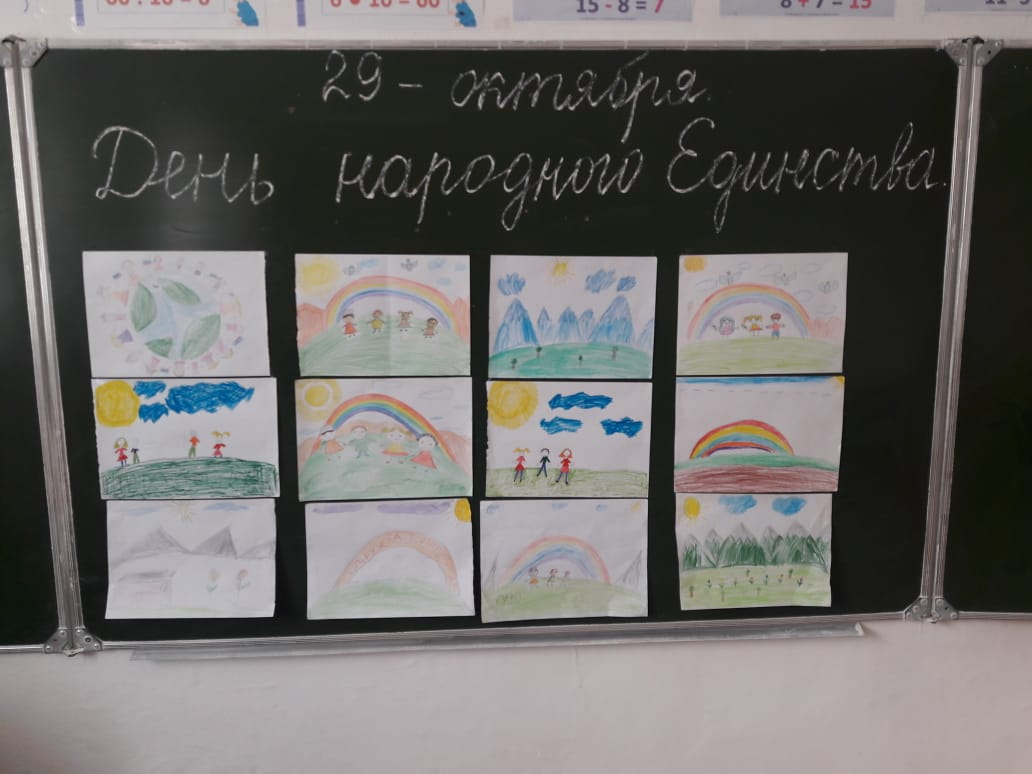 15 - 8 = 7
8 + 7 = 15
29 - октября.
День народного Единства.